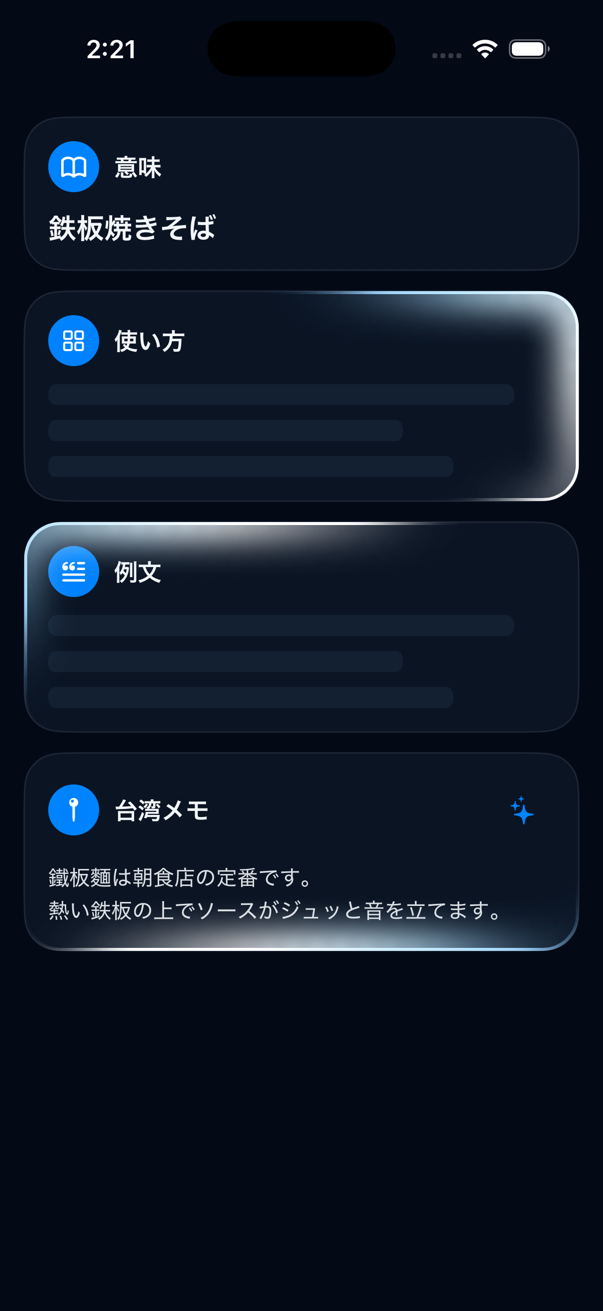 2:21
意味
鉄板焼きそば
使い方
例文
台湾メモ
鐵板麵は朝食店の定番です。
熱い鉄板の上でソースがジュッと音を立てます。